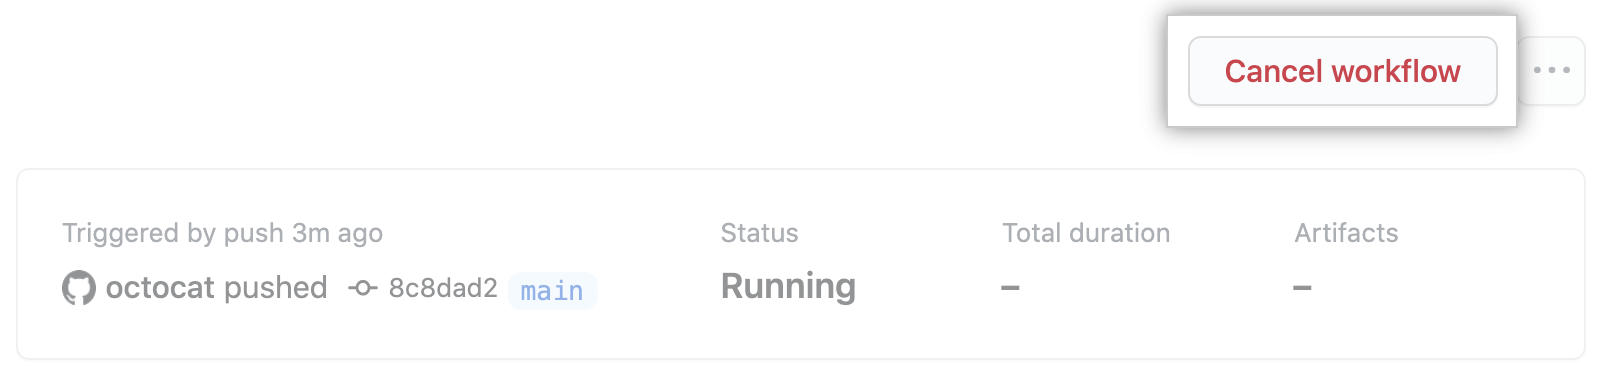 Cancel workflow
Triggered by push 3m ago
octocat pushed 8c8dad2 main
Status
Running
Total duration
–
Artifacts
–